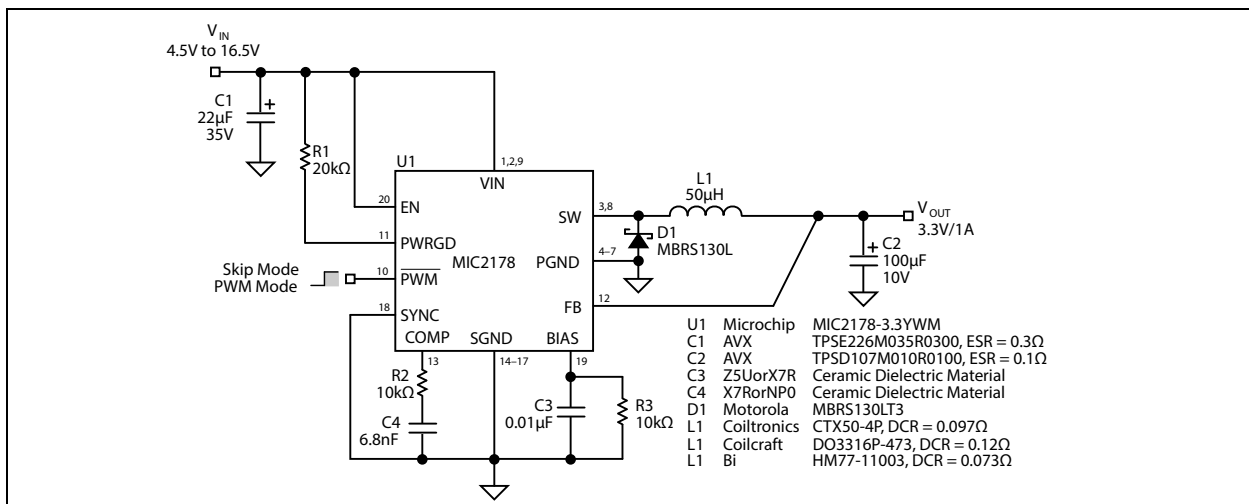 V_IN
4.5V to 16.5V
C1
22µF
35V
+
R1
20kΩ
U1
1,2,9
VIN
20
EN
11
PWRGD
10
PWM
MIC2178
18
SYNC
COMP
SGND
BIAS
SW
3,8
PGND
4–7
FB
12
Skip Mode
PWM Mode
L1
50µH
D1
MBRS130L
V_OUT
3.3V/1A
+
C2
100µF
10V
13
14–17
19
R2
10kΩ
C4
6.8nF
C3
0.01µF
R3
10kΩ
U1 Microchip MIC2178-3.3YWM
C1 AVX TPSE226M035R0300, ESR = 0.3Ω
C2 AVX TPSD107M010R0100, ESR = 0.1Ω
C3 Z5UorX7R Ceramic Dielectric Material
C4 X7RorNP0 Ceramic Dielectric Material
D1 Motorola MBRS130LT3
L1 Coiltronics CTX50-4P, DCR = 0.097Ω
L1 Coilcraft DO3316P-473, DCR = 0.12Ω
L1 Bi HM77-11003, DCR = 0.073Ω